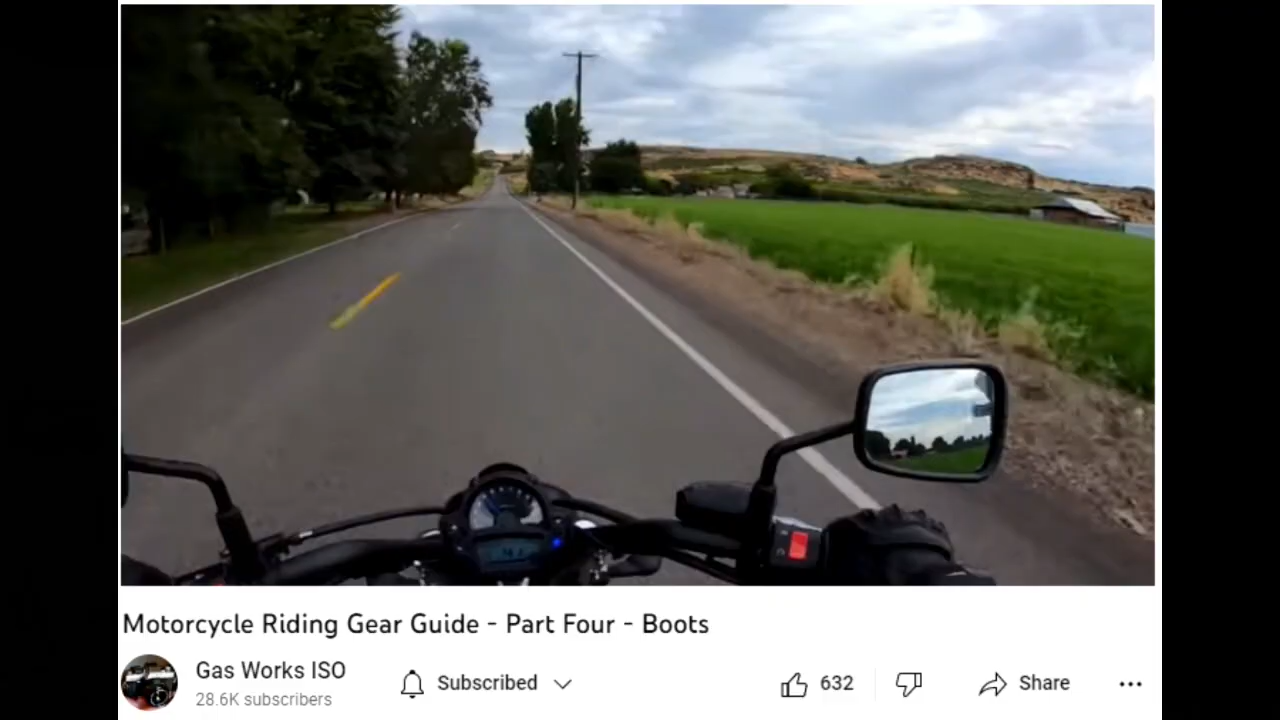 Motorcycle Riding Gear Guide - Part Four - Boots
Gas Works ISO
28.6K subscribers
Subscribed
632
Share